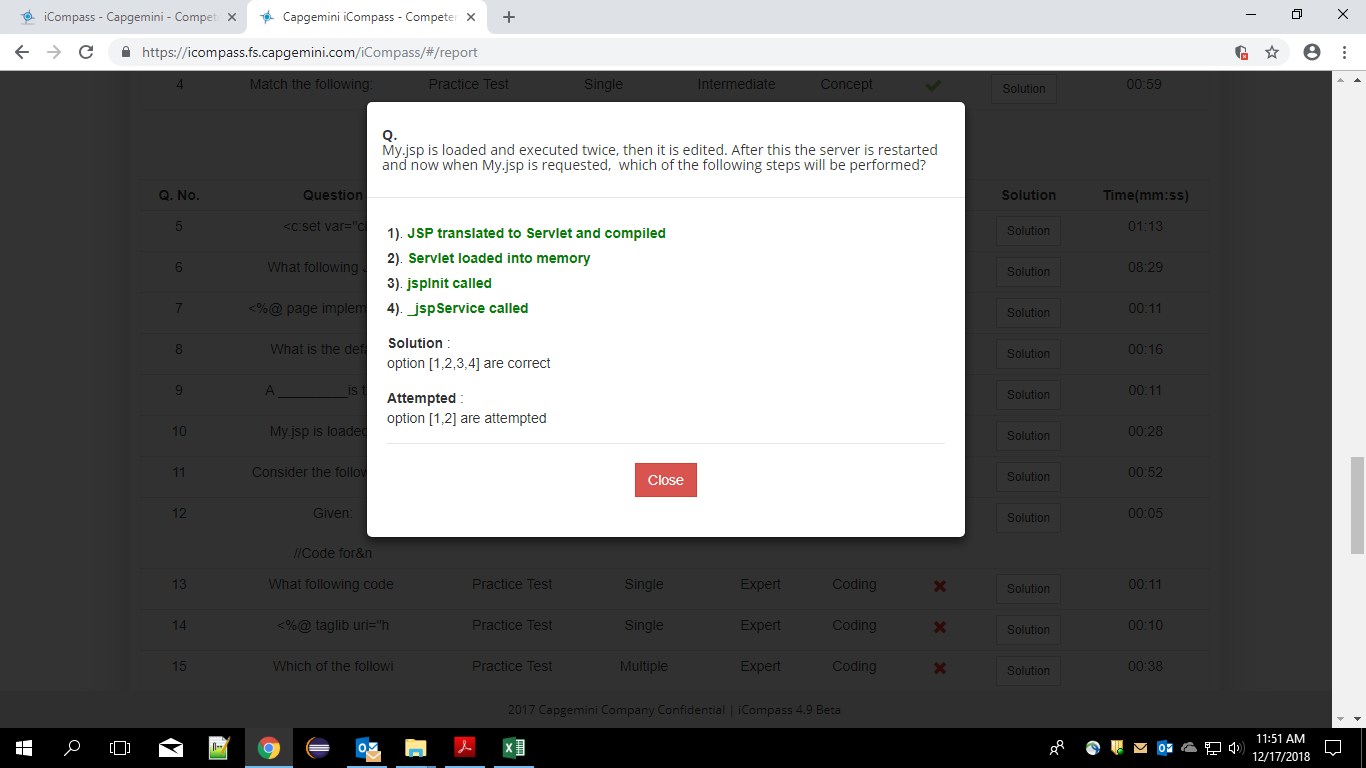 iCompass - Capgemini - Compet
Capgemini iCompass - Competen
https://icompass.fs.capgemini.com/iCompass/#/report
4 Match the following: Practice Test Single Intermediate Concept Solution 00:59
Q.
My.jsp is loaded and executed twice, then it is edited. After this the server is restarted
and now when My.jsp is requested, which of the following steps will be performed?
Q. No. Question Solution Time(mm:ss)
1). JSP translated to Servlet and compiled
2). Servlet loaded into memory
3). jspInit called
4). _jspService called
Solution :
option [1,2,3,4] are correct
Attempted :
option [1,2] are attempted
Close
5 <c:set var="ci Solution 01:13
6 What following J Solution 08:29
7 <%@ page implem Solution 00:11
8 What is the defa Solution 00:16
9 A _________is t Solution 00:11
10 My.jsp is loaded Solution 00:28
11 Consider the follow Solution 00:52
12 Given: Solution 00:05
//Code for&n
13 What following code Practice Test Single Expert Coding Solution 00:11
14 <%@ taglib uri="h Practice Test Single Expert Coding Solution 00:10
15 Which of the followi Practice Test Multiple Expert Coding Solution 00:38
2017 Capgemini Company Confidential | iCompass 4.9 Beta
11:51 AM
12/17/2018